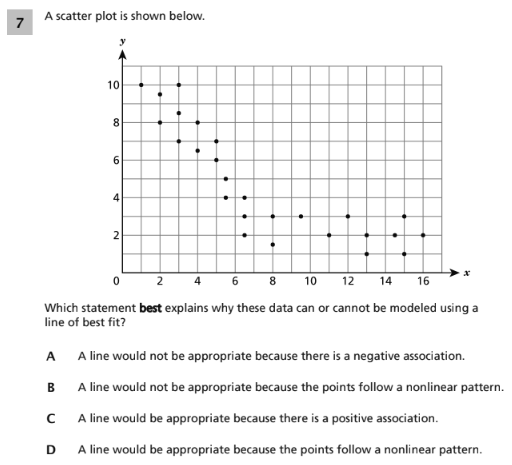 7 A scatter plot is shown below.
y
10
8
6
4
2
0 2 4 6 8 10 12 14 16 x
Which statement best explains why these data can or cannot be modeled using a
line of best fit?
A A line would not be appropriate because there is a negative association.
B A line would not be appropriate because the points follow a nonlinear pattern.
C A line would be appropriate because there is a positive association.
D A line would be appropriate because the points follow a nonlinear pattern.